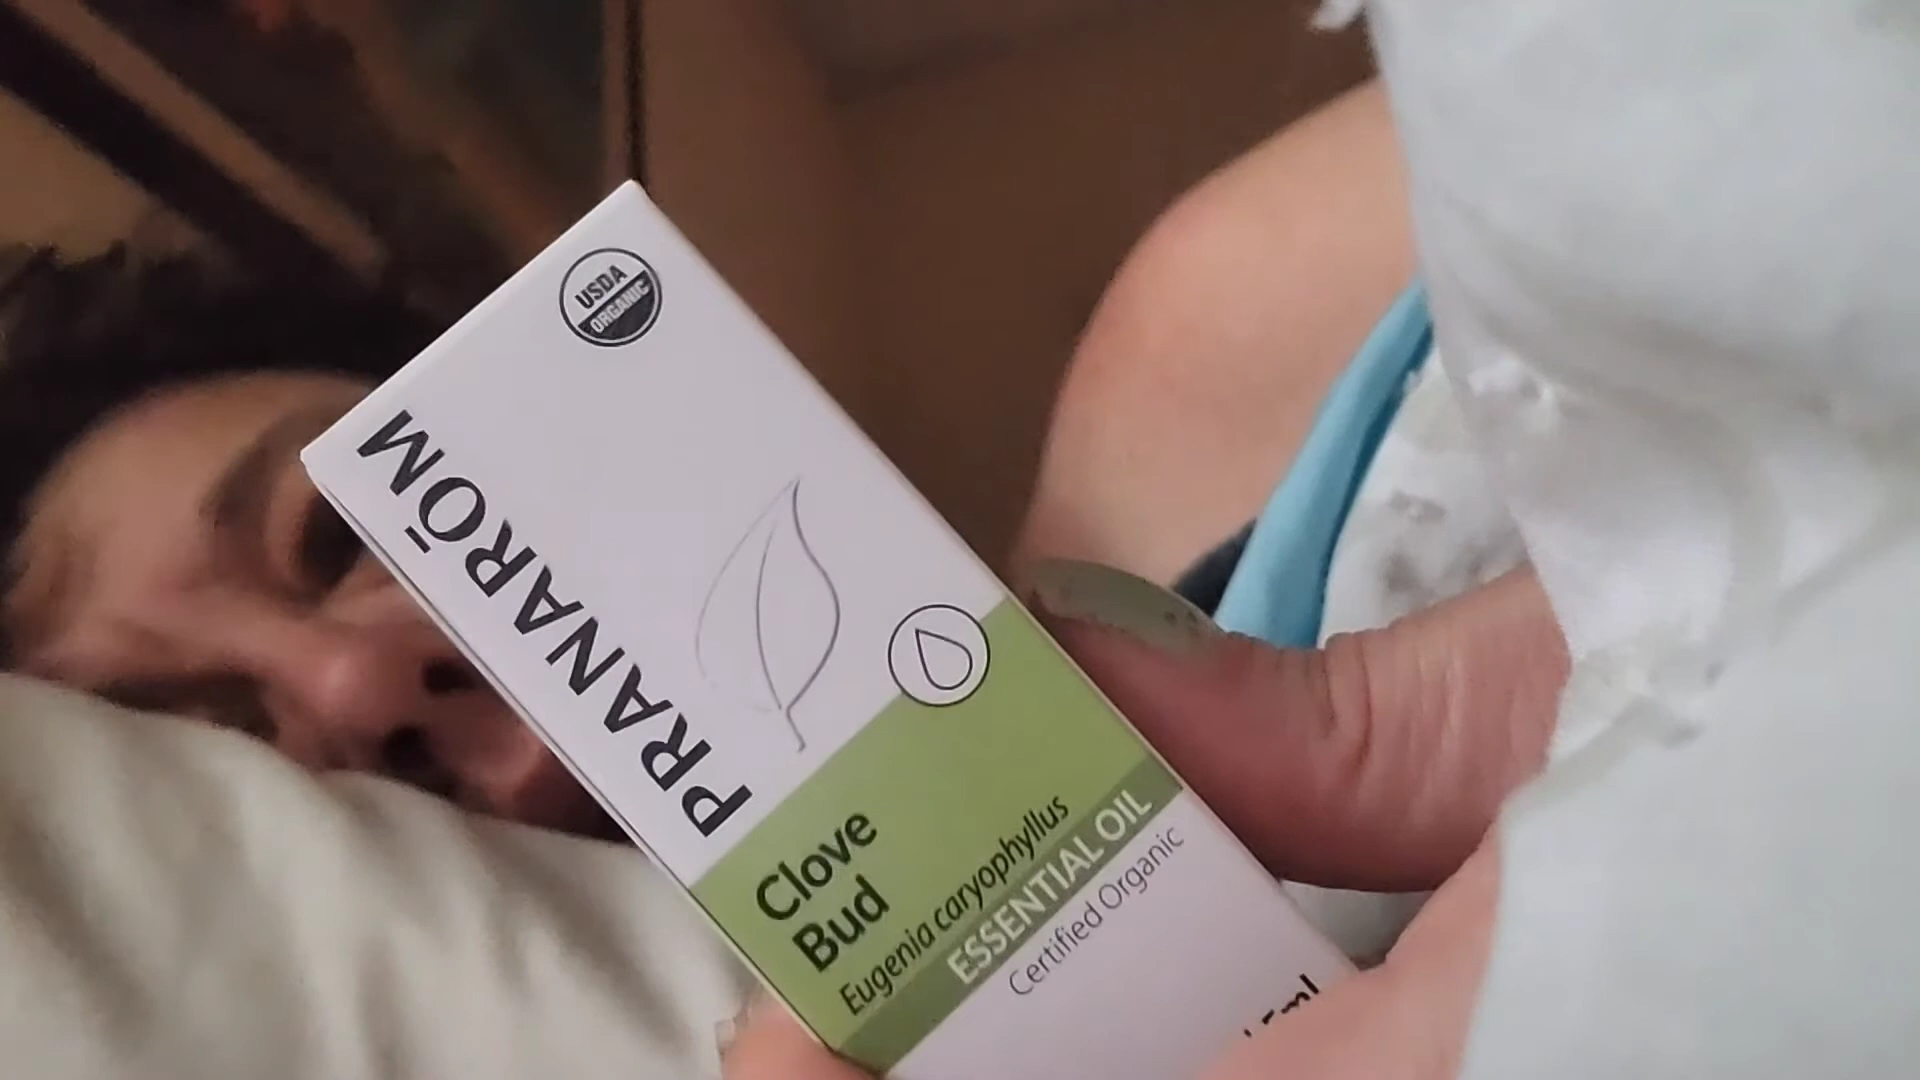 USDA
ORGANIC
PRANARŌM
Clove
Bud
Eugenia caryophyllus
ESSENTIAL OIL
Certified Organic